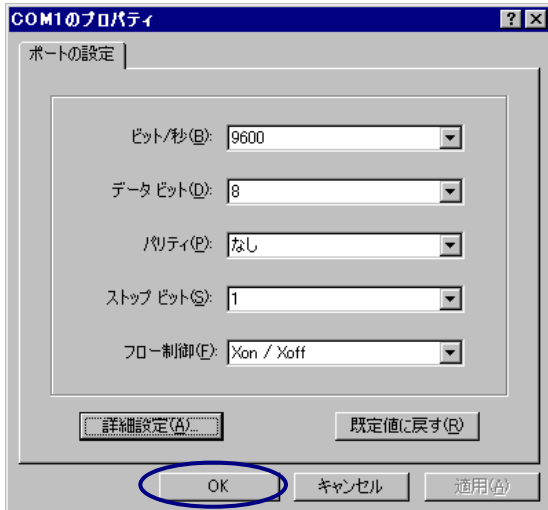 COM1のプロパティ
ポートの設定
ビット/秒(B): 9600
データ ビット(D): 8
パリティ(P): なし
ストップ ビット(S): 1
フロー制御(F): Xon / Xoff
詳細設定(A)... 既定値に戻す(R)
OK キャンセル 適用(A)